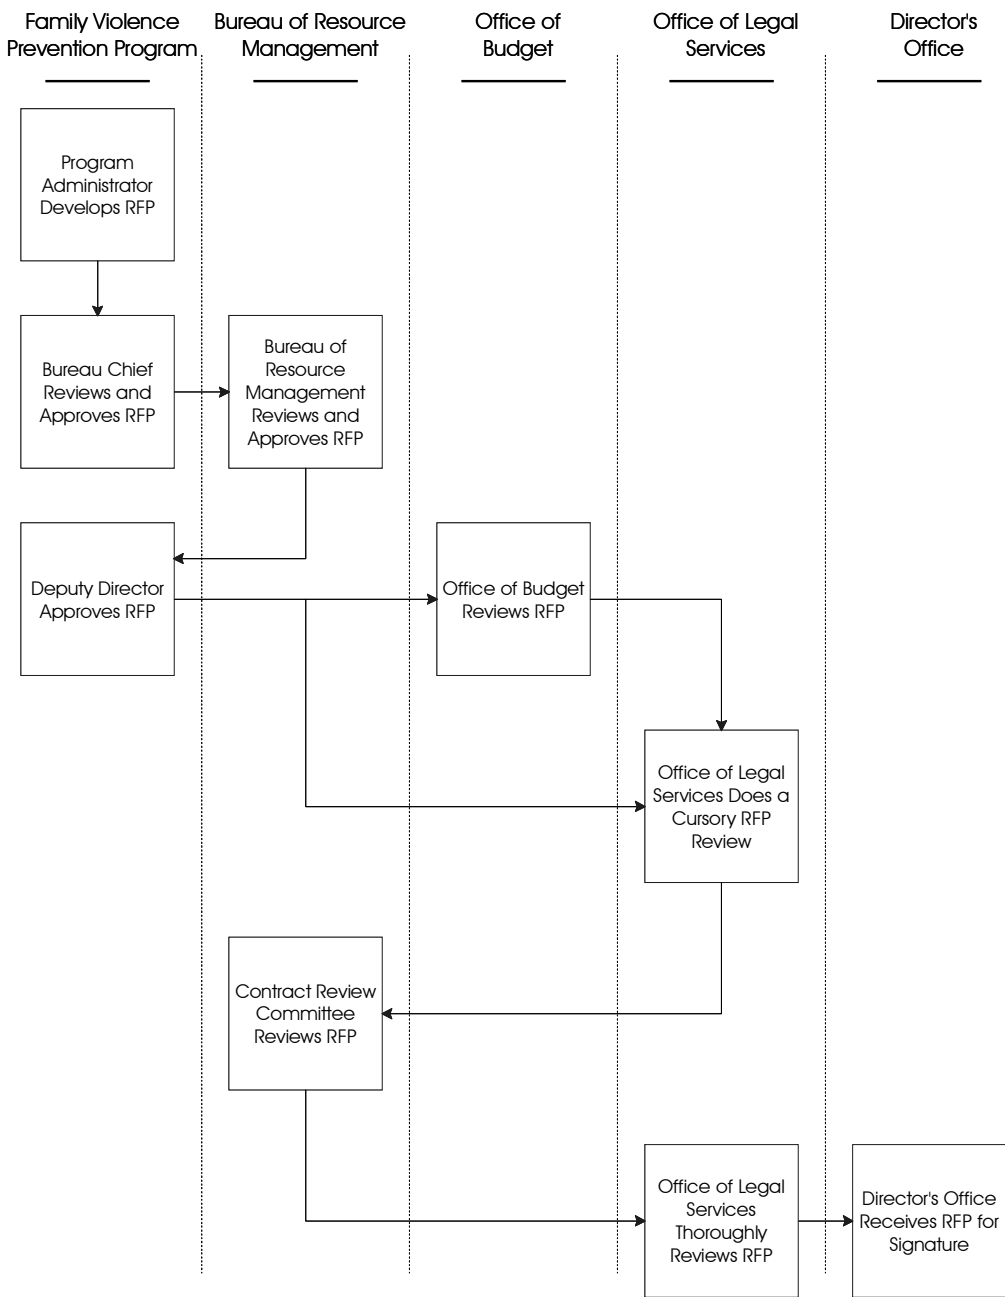 Family Violence
Prevention Program
Bureau of Resource
Management
Office of
Budget
Office of Legal
Services
Director's
Office
Program
Administrator
Develops RFP
Bureau Chief
Reviews and
Approves RFP
Bureau of
Resource
Management
Reviews and
Approves RFP
Deputy Director
Approves RFP
Office of Budget
Reviews RFP
Office of Legal
Services Does a
Cursory RFP
Review
Contract Review
Committee
Reviews RFP
Office of Legal
Services
Thoroughly
Reviews RFP
Director's Office
Receives RFP for
Signature